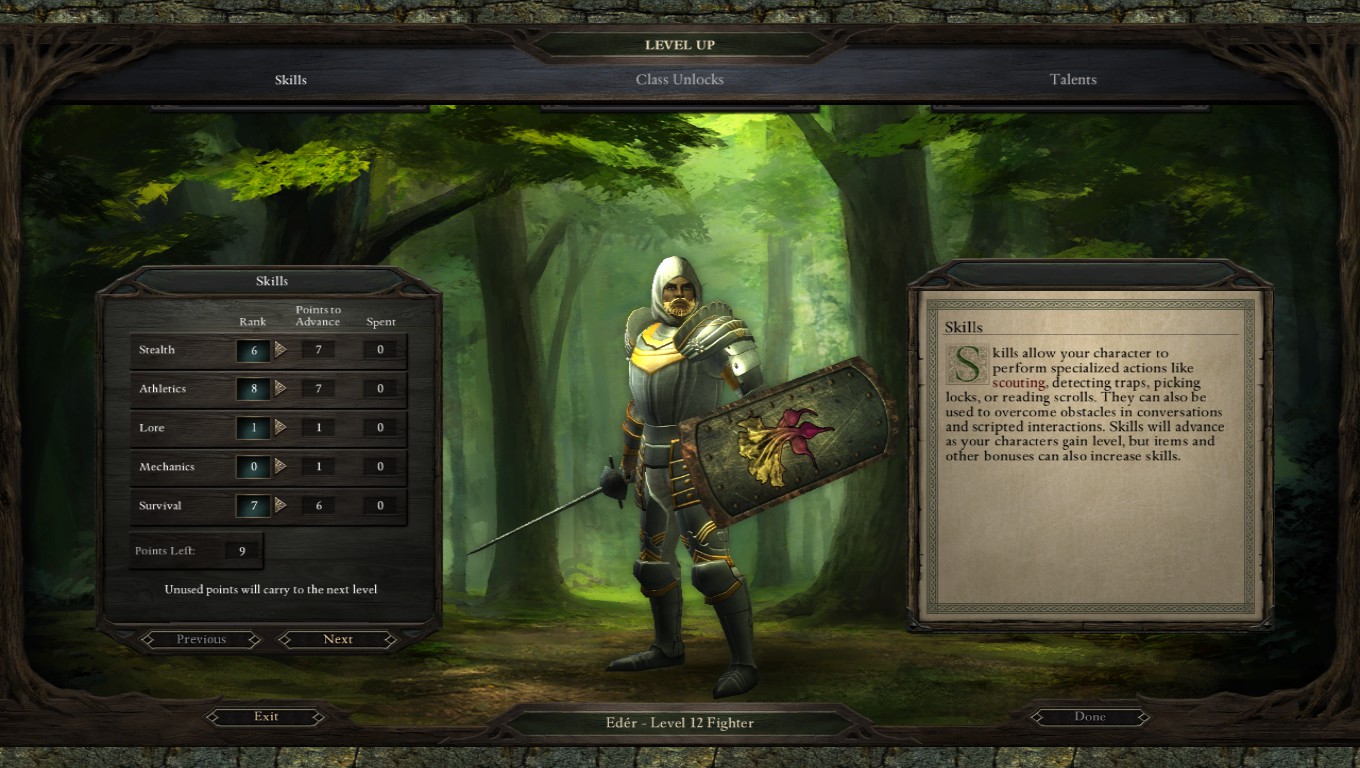 LEVEL UP
Skills
Class Unlocks
Talents
Skills
Rank
Points to
Advance
Spent
Stealth 6 7 0
Athletics 8 7 0
Lore 1 1 0
Mechanics 0 1 0
Survival 7 6 0
Points Left: 9
Unused points will carry to the next level
Previous
Next
Skills
Skills allow your character to
perform specialized actions like
scouting, detecting traps, picking
locks, or reading scrolls. They can also be
used to overcome obstacles in conversations
and scripted interactions. Skills will advance
as your characters gain level, but items and
other bonuses can also increase skills.
Exit
Edér - Level 12 Fighter
Done